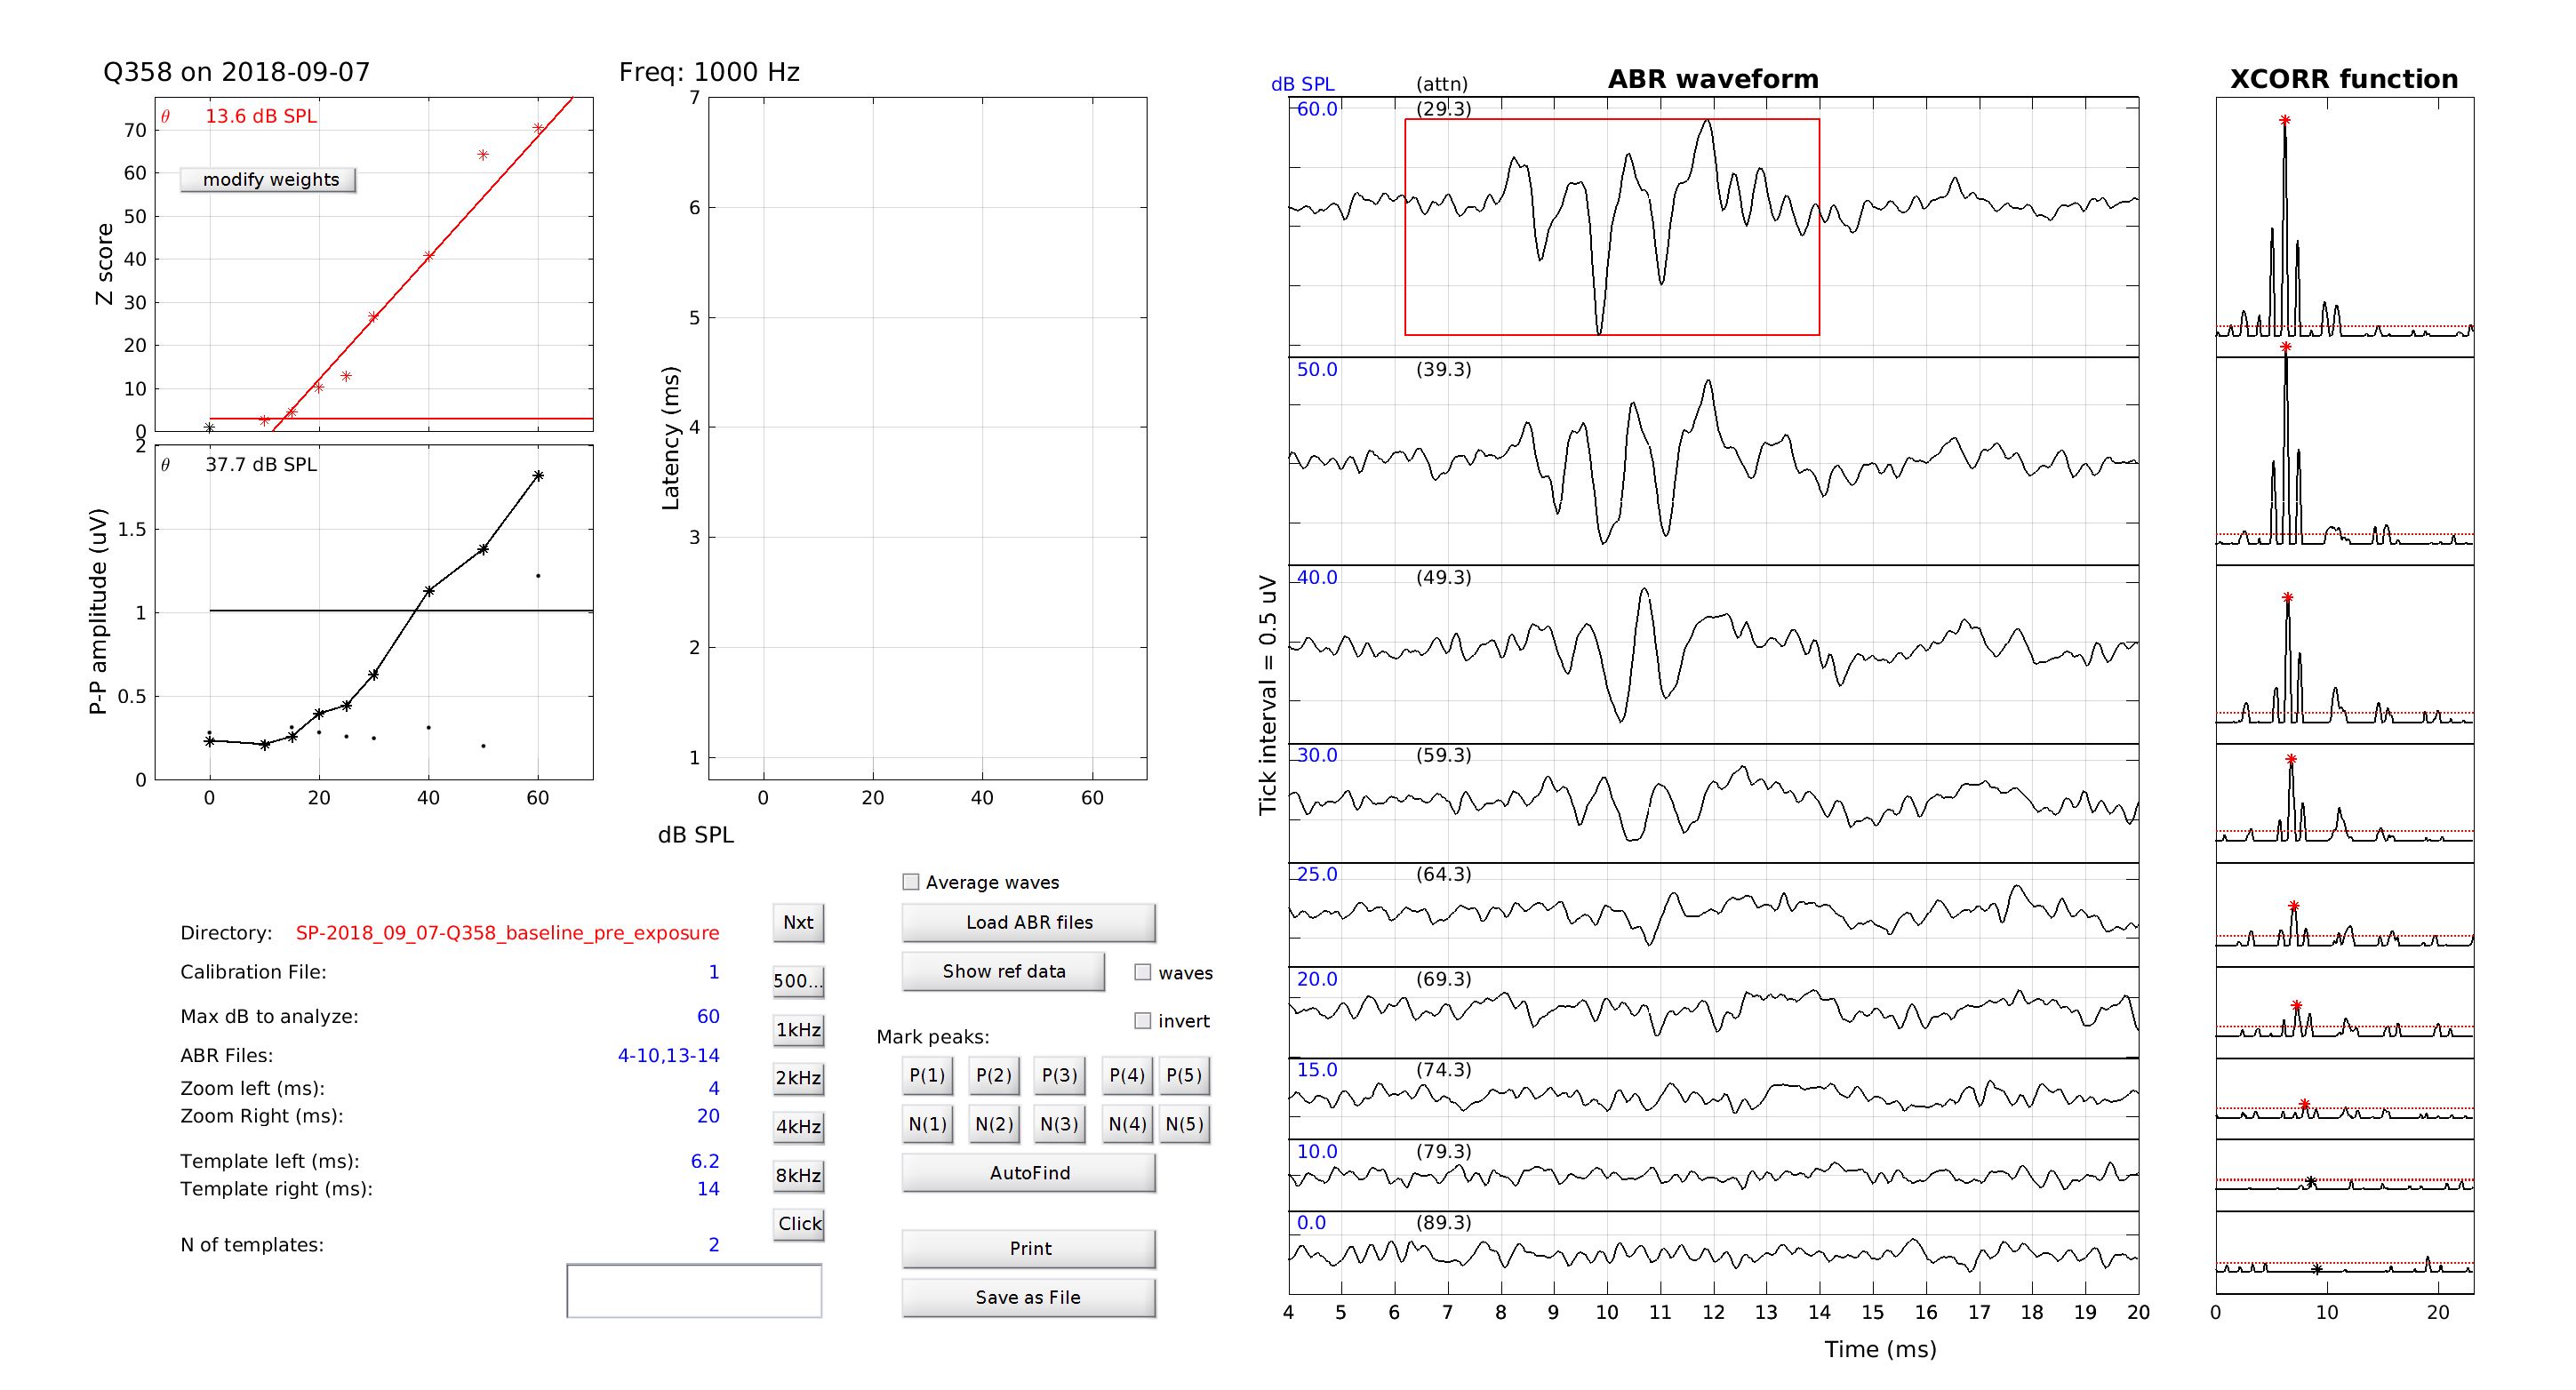 Q358 on 2018-09-07
Freq: 1000 Hz
θ 13.6 dB SPL
modify weights
Z score
70
60
50
40
30
20
10
0
θ 37.7 dB SPL
P-P amplitude (uV)
2
1.5
1
0.5
0
0 20 40 60
Latency (ms)
7
6
5
4
3
2
1
0 20 40 60
dB SPL
Directory: SP-2018_09_07-Q358_baseline_pre_exposure
Calibration File: 1
Max dB to analyze: 60
ABR Files: 4-10,13-14
Zoom left (ms): 4
Zoom Right (ms): 20
Template left (ms): 6.2
Template right (ms): 14
N of templates: 2
Nxt
500...
1kHz
2kHz
4kHz
8kHz
Click
Average waves
Load ABR files
Show ref data
waves
invert
Mark peaks:
P(1) P(2) P(3) P(4) P(5)
N(1) N(2) N(3) N(4) N(5)
AutoFind
Print
Save as File
dB SPL (attn) ABR waveform
Tick interval = 0.5 uV
60.0 (29.3)
50.0 (39.3)
40.0 (49.3)
30.0 (59.3)
25.0 (64.3)
20.0 (69.3)
15.0 (74.3)
10.0 (79.3)
0.0 (89.3)
4 5 6 7 8 9 10 11 12 13 14 15 16 17 18 19 20
Time (ms)
XCORR function
0 10 20